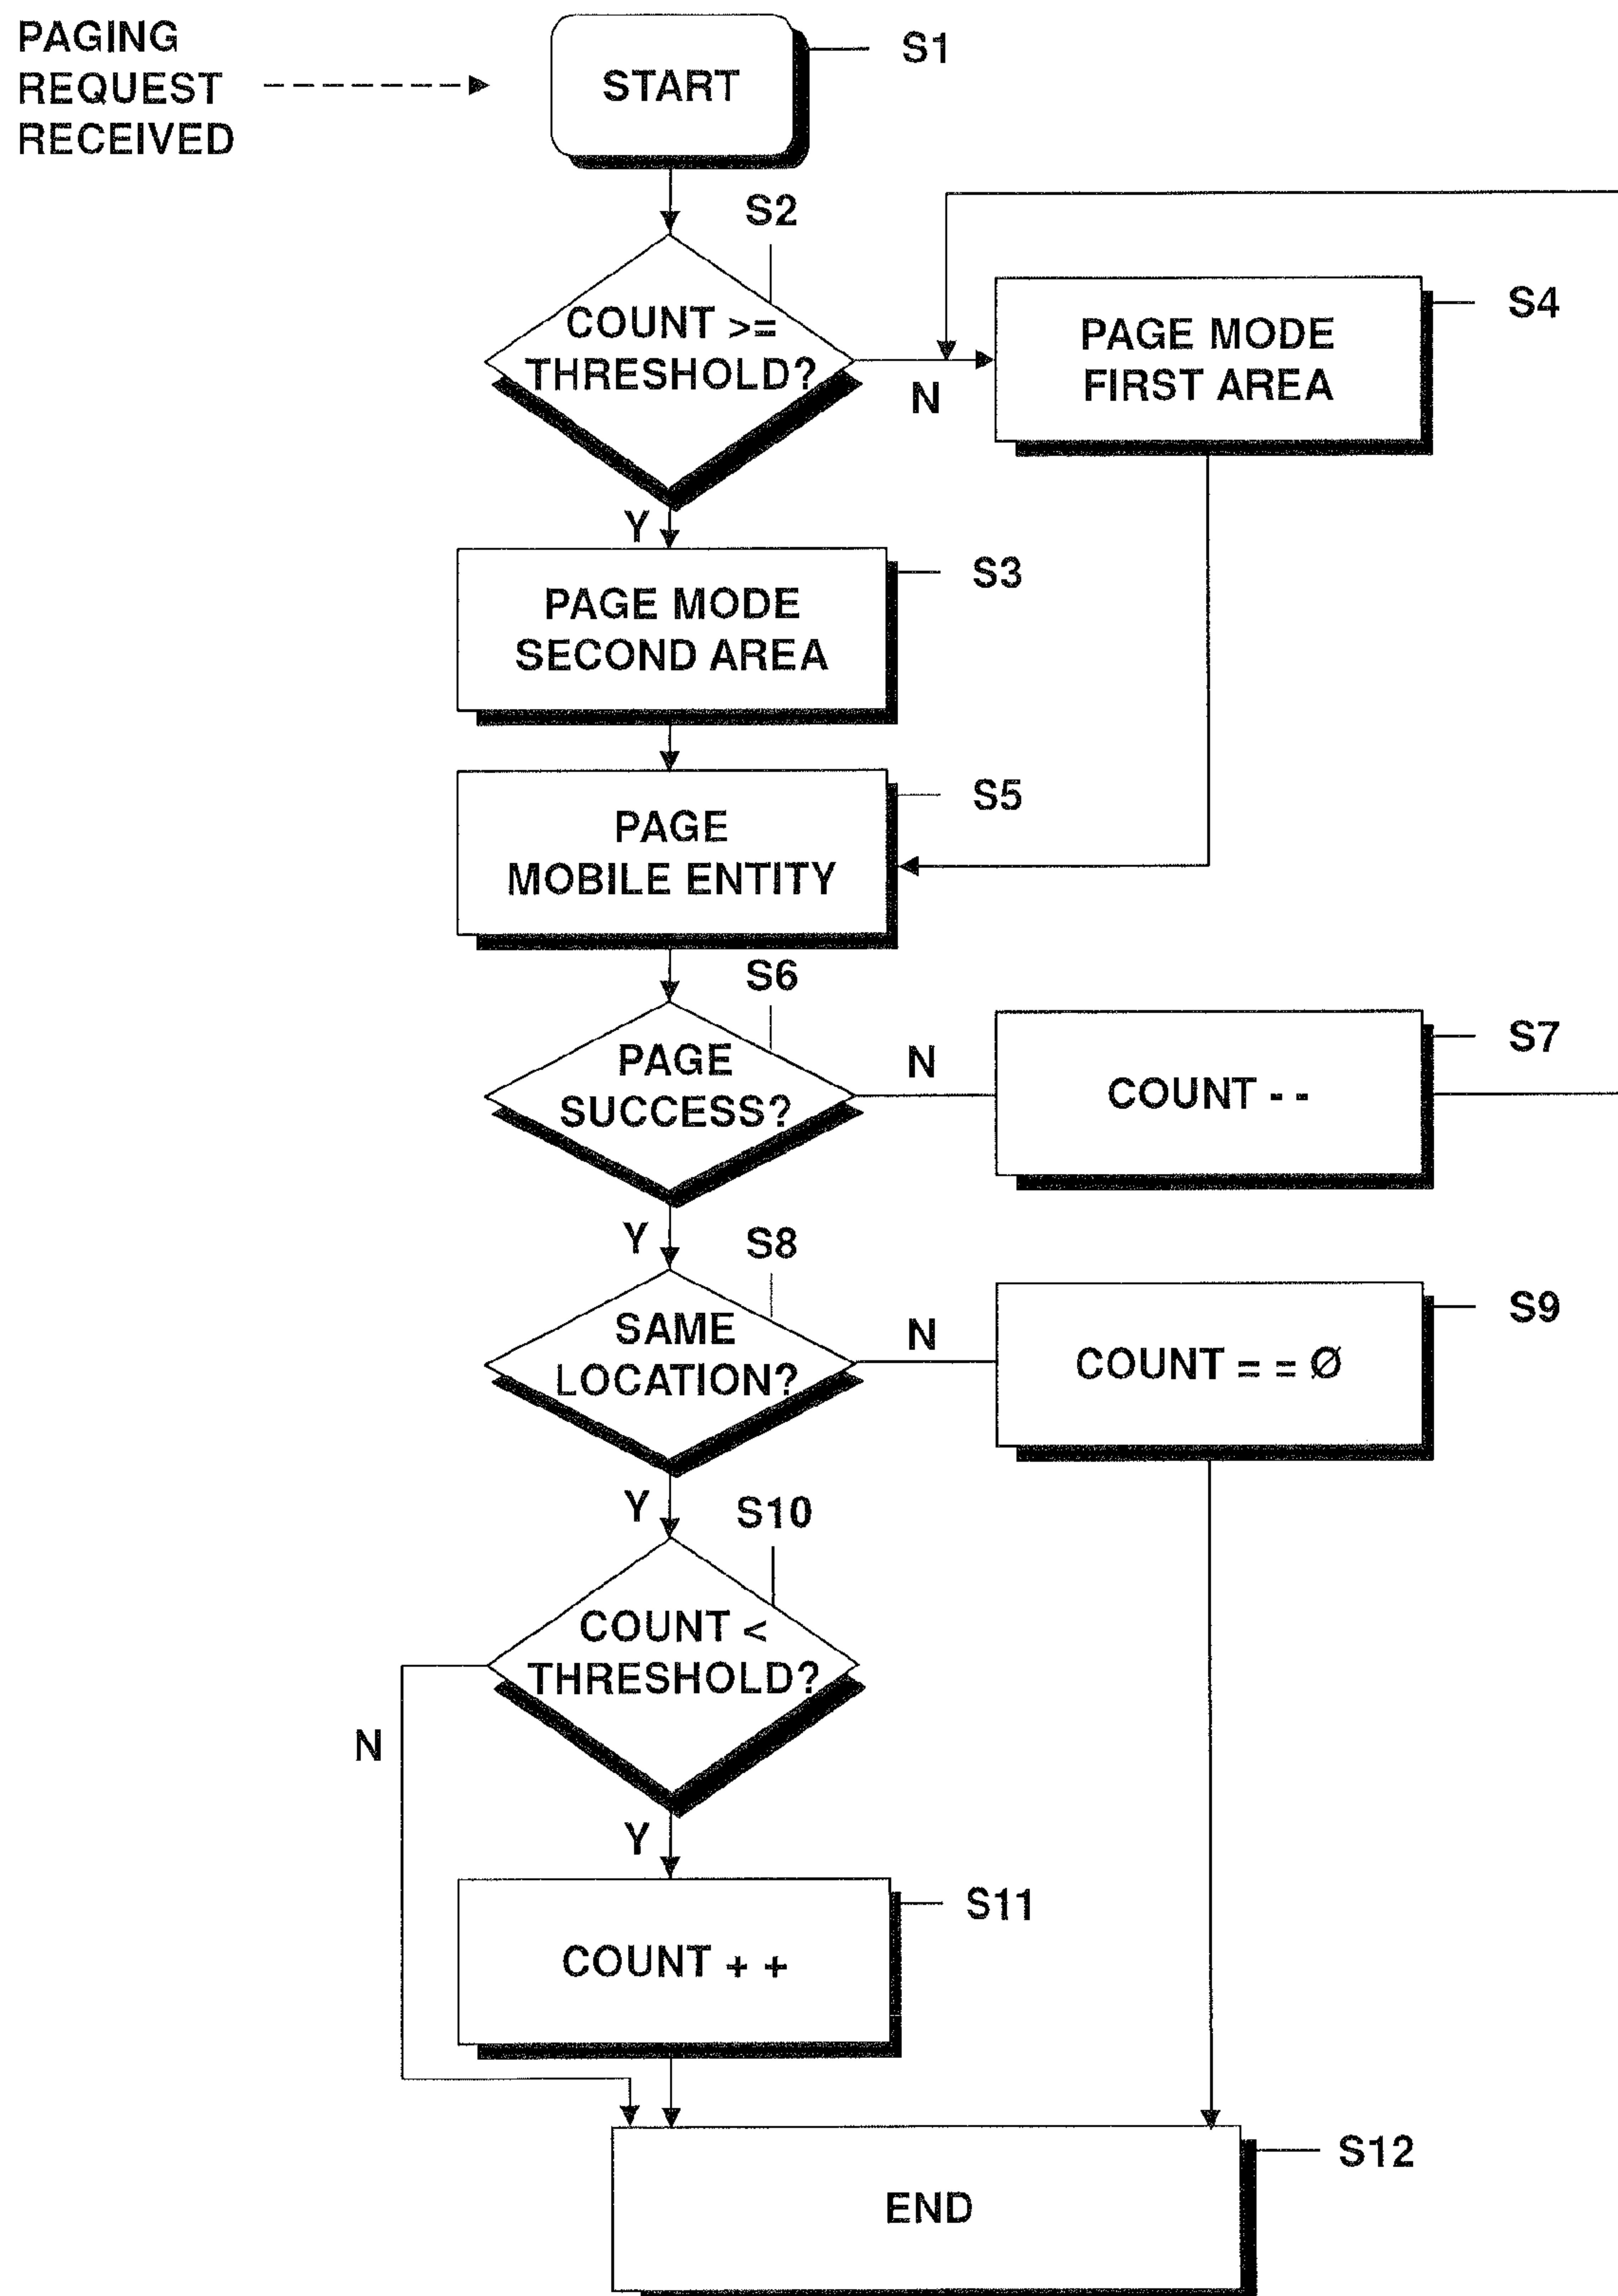 PAGING
REQUEST
RECEIVED
START
S1
S2
COUNT >=
THRESHOLD?
N
PAGE MODE
FIRST AREA
S4
Y
PAGE MODE
SECOND AREA
S3
PAGE
MOBILE ENTITY
S5
S6
PAGE
SUCCESS?
N
COUNT - -
S7
Y
S8
SAME
LOCATION?
N
COUNT = = Ø
S9
Y
S10
COUNT <
THRESHOLD?
N
Y
COUNT + +
S11
END
S12